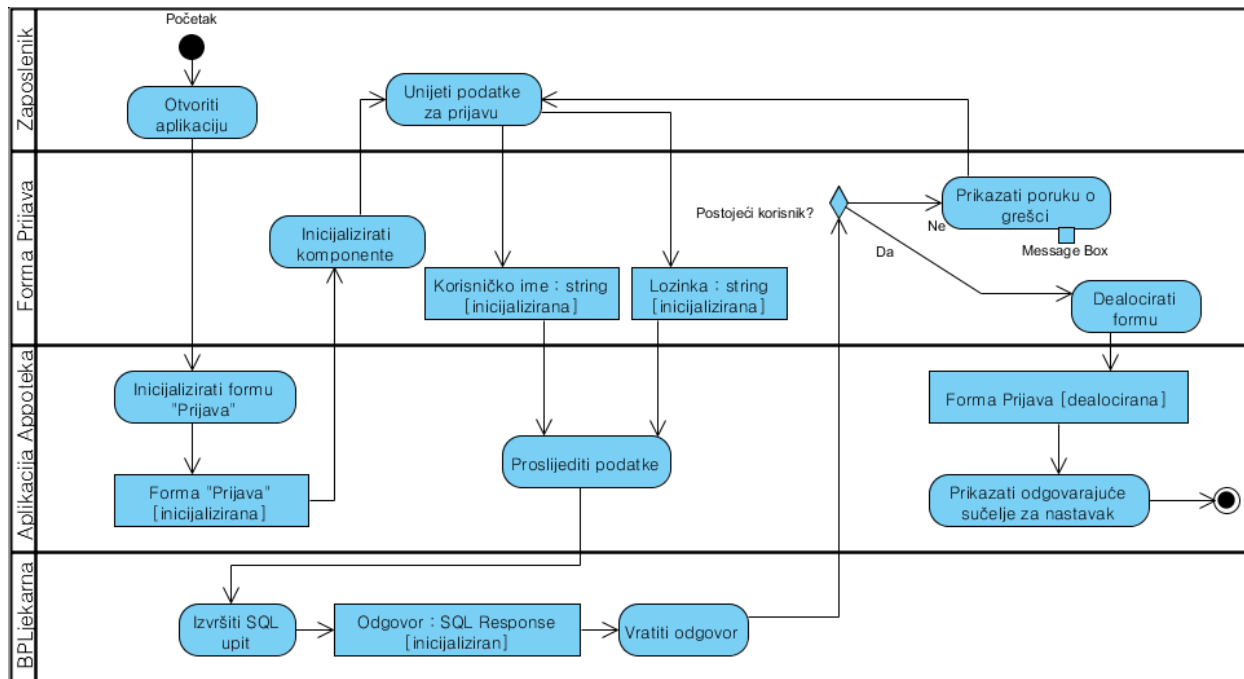 Zaposlenik
Početak
Otvoriti
aplikaciju
Unijeti podatke
za prijavu
Forma Prijava
Inicijalizirati
komponente
Korisničko ime : string
[inicijalizirana]
Lozinka : string
[inicijalizirana]
Postojeći korisnik?
Ne
Da
Prikazati poruku o
grešci
Message Box
Dealocirati
formu
Aplikacija Appoteka
Inicijalizirati formu
"Prijava"
Forma "Prijava"
[inicijalizirana]
Proslijediti podatke
Forma Prijava [dealocirana]
Prikazati odgovarajuće
sučelje za nastavak
BPLjekarna
Izvršiti SQL
upit
Odgovor : SQL Response
[inicijaliziran]
Vratiti odgovor